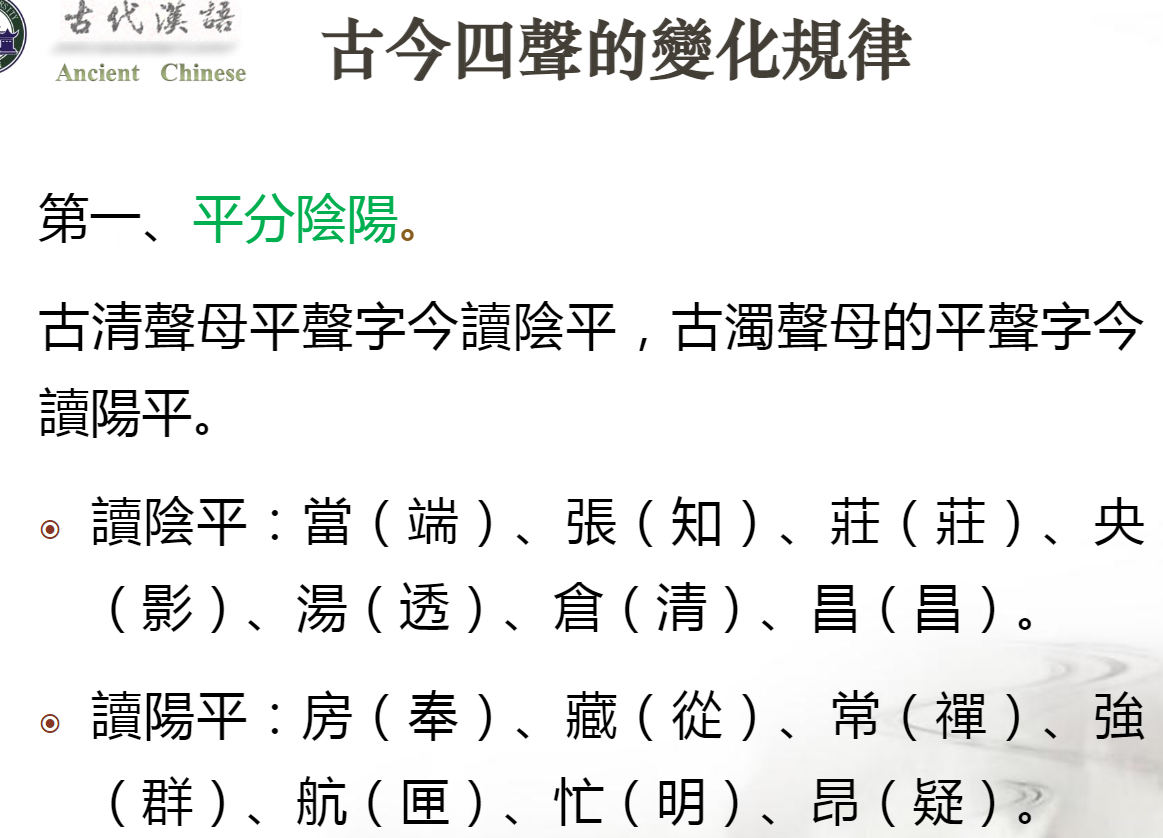 古代漢語
Ancient Chinese
古今四聲的變化規律
第一、平分陰陽。
古清聲母平聲字今讀陰平，古濁聲母的平聲字今
讀陽平。
讀陰平：當（端）、張（知）、莊（莊）、央
（影）、湯（透）、倉（清）、昌（昌）。
讀陽平：房（奉）、藏（從）、常（禪）、強
（群）、航（匣）、忙（明）、昂（疑）。